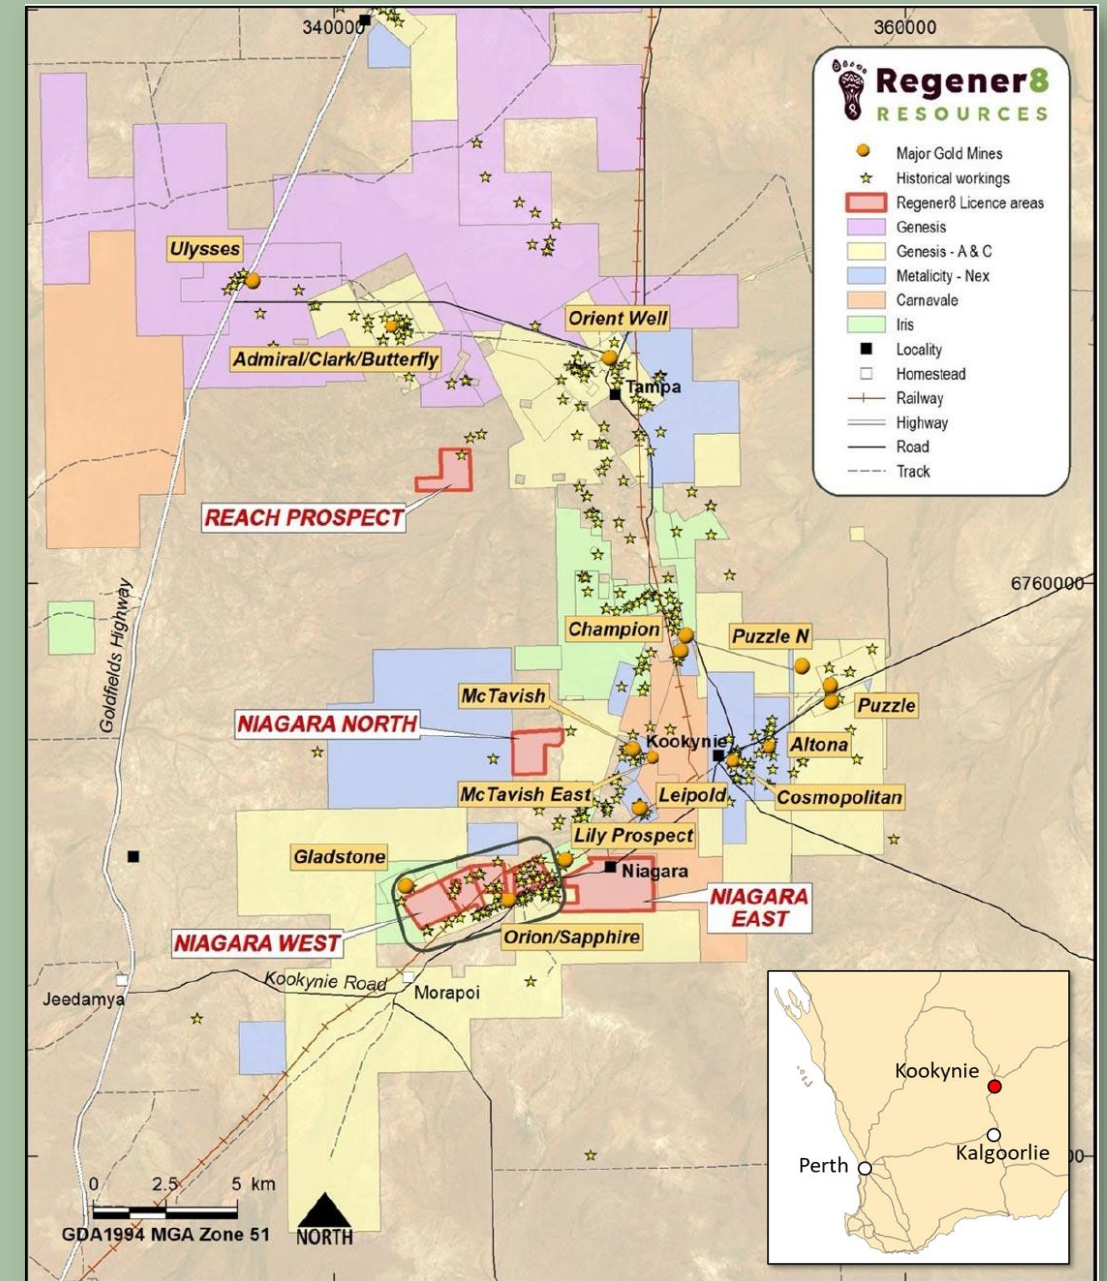 340000
360000
Regener8
RESOURCES
Major Gold Mines
Historical workings
Regener8 Licence areas
Genesis
Genesis - A & C
Metalicity - Nex
Carnavale
Iris
Locality
Homestead
Railway
Highway
Road
Track
Ulysses
Orient Well
Admiral/Clark/Butterfly
Tampa
REACH PROSPECT
6760000
Goldfields Highway
Champion
Puzzle N
McTavish
Puzzle
NIAGARA NORTH
Kookynie
Altona
McTavish East
Leipold
Cosmopolitan
Lily Prospect
Gladstone
Niagara
NIAGARA
EAST
NIAGARA WEST
Orion/Sapphire
Kookynie Road
Jeedamya
Morapoi
Kookynie
Kalgoorlie
Perth
0 2.5 5 km
GDA1994 MGA Zone 51
NORTH